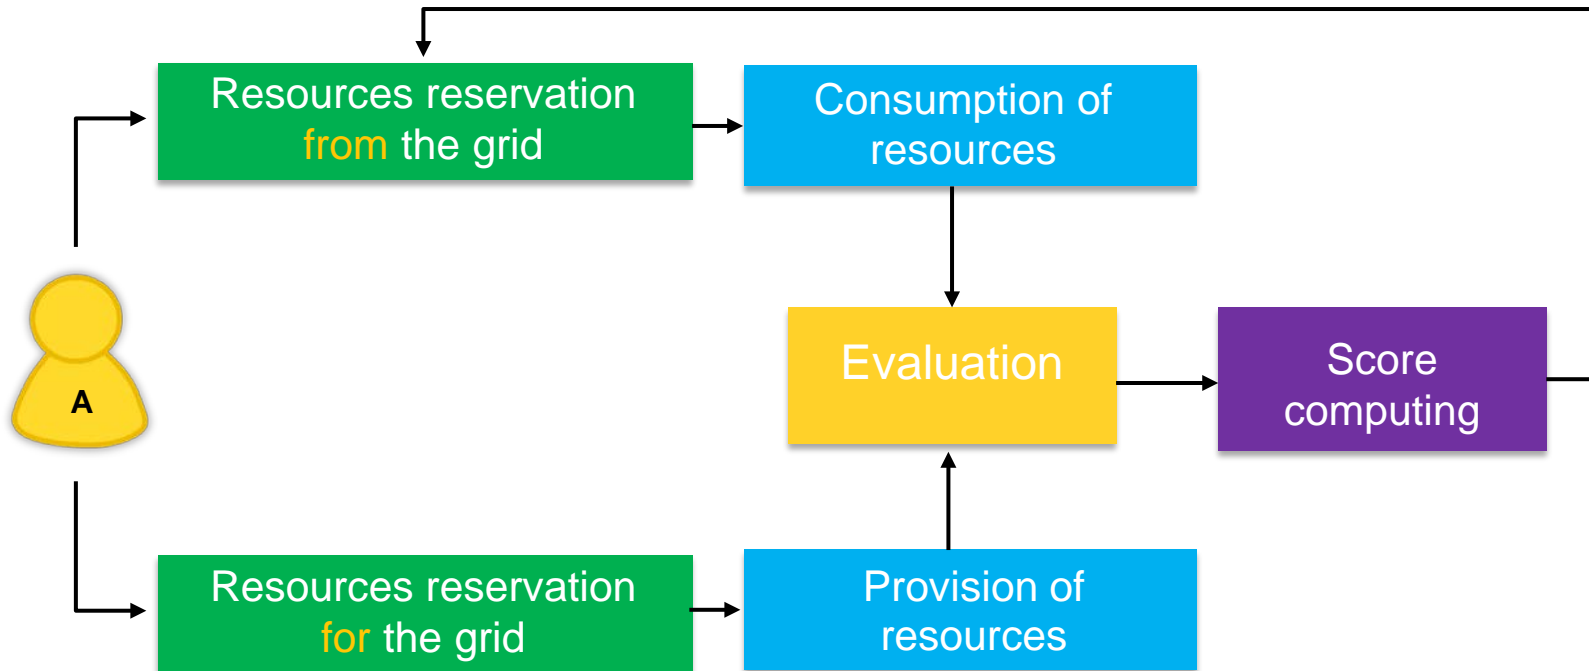 Resources reservation
from the grid
Consumption of
resources
A
Evaluation
Score
computing
Resources reservation
for the grid
Provision of
resources